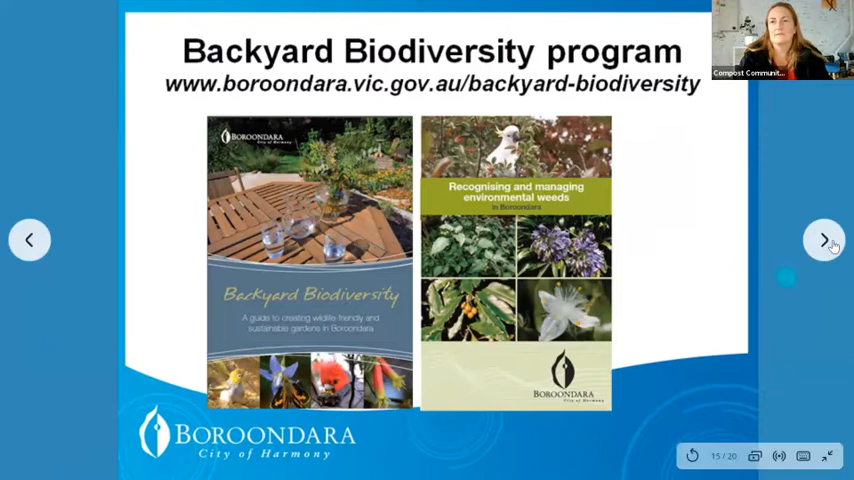 Backyard Biodiversity program
www.boroondara.vic.gov.au/backyard-biodiversity
Compost Communit...
BOROONDARA
City of Harmony
Backyard Biodiversity
A guide to creating wildlife-friendly and
sustainable gardens in Boroondara
Recognising and managing
environmental weeds
in Boroondara
BOROONDARA
City of Harmony
BOROONDARA
City of Harmony
15 / 20